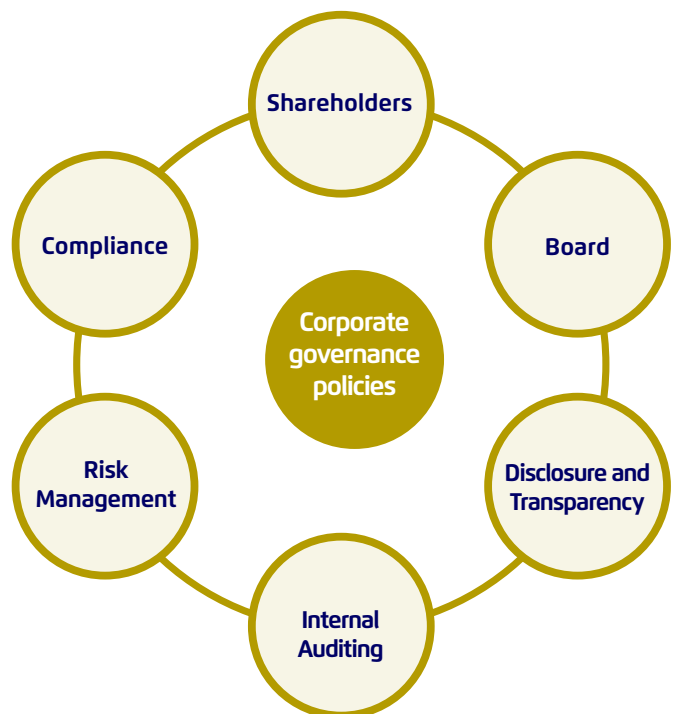 Shareholders
Compliance
Board
Corporate
governance
policies
Risk
Management
Disclosure and
Transparency
Internal
Auditing